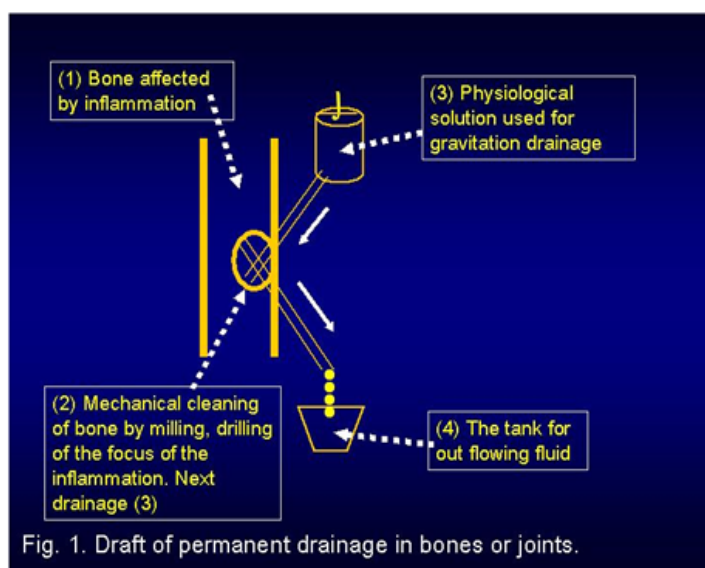 (1) Bone affected
by inflammation
(3) Physiological
solution used for
gravitation drainage
(2) Mechanical cleaning
of bone by milling, drilling
of the focus of the
inflammation. Next
drainage (3)
(4) The tank for
out flowing fluid
Fig. 1. Draft of permanent drainage in bones or joints.